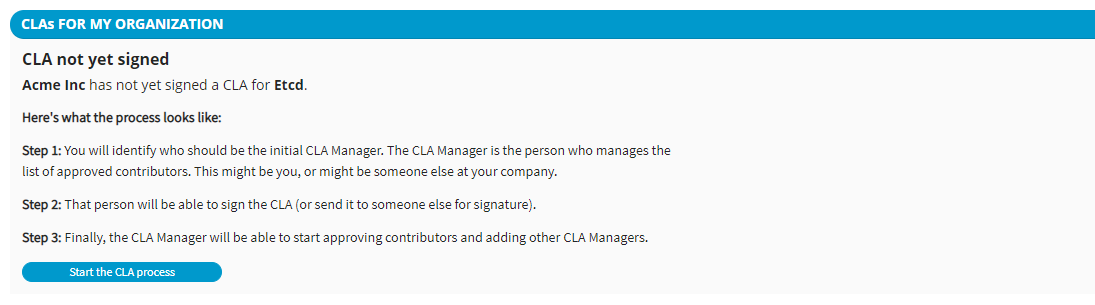 CLAs FOR MY ORGANIZATION
CLA not yet signed
Acme Inc has not yet signed a CLA for Etcd.
Here's what the process looks like:
Step 1: You will identify who should be the initial CLA Manager. The CLA Manager is the person who manages the
list of approved contributors. This might be you, or might be someone else at your company.
Step 2: That person will be able to sign the CLA (or send it to someone else for signature).
Step 3: Finally, the CLA Manager will be able to start approving contributors and adding other CLA Managers.
Start the CLA process